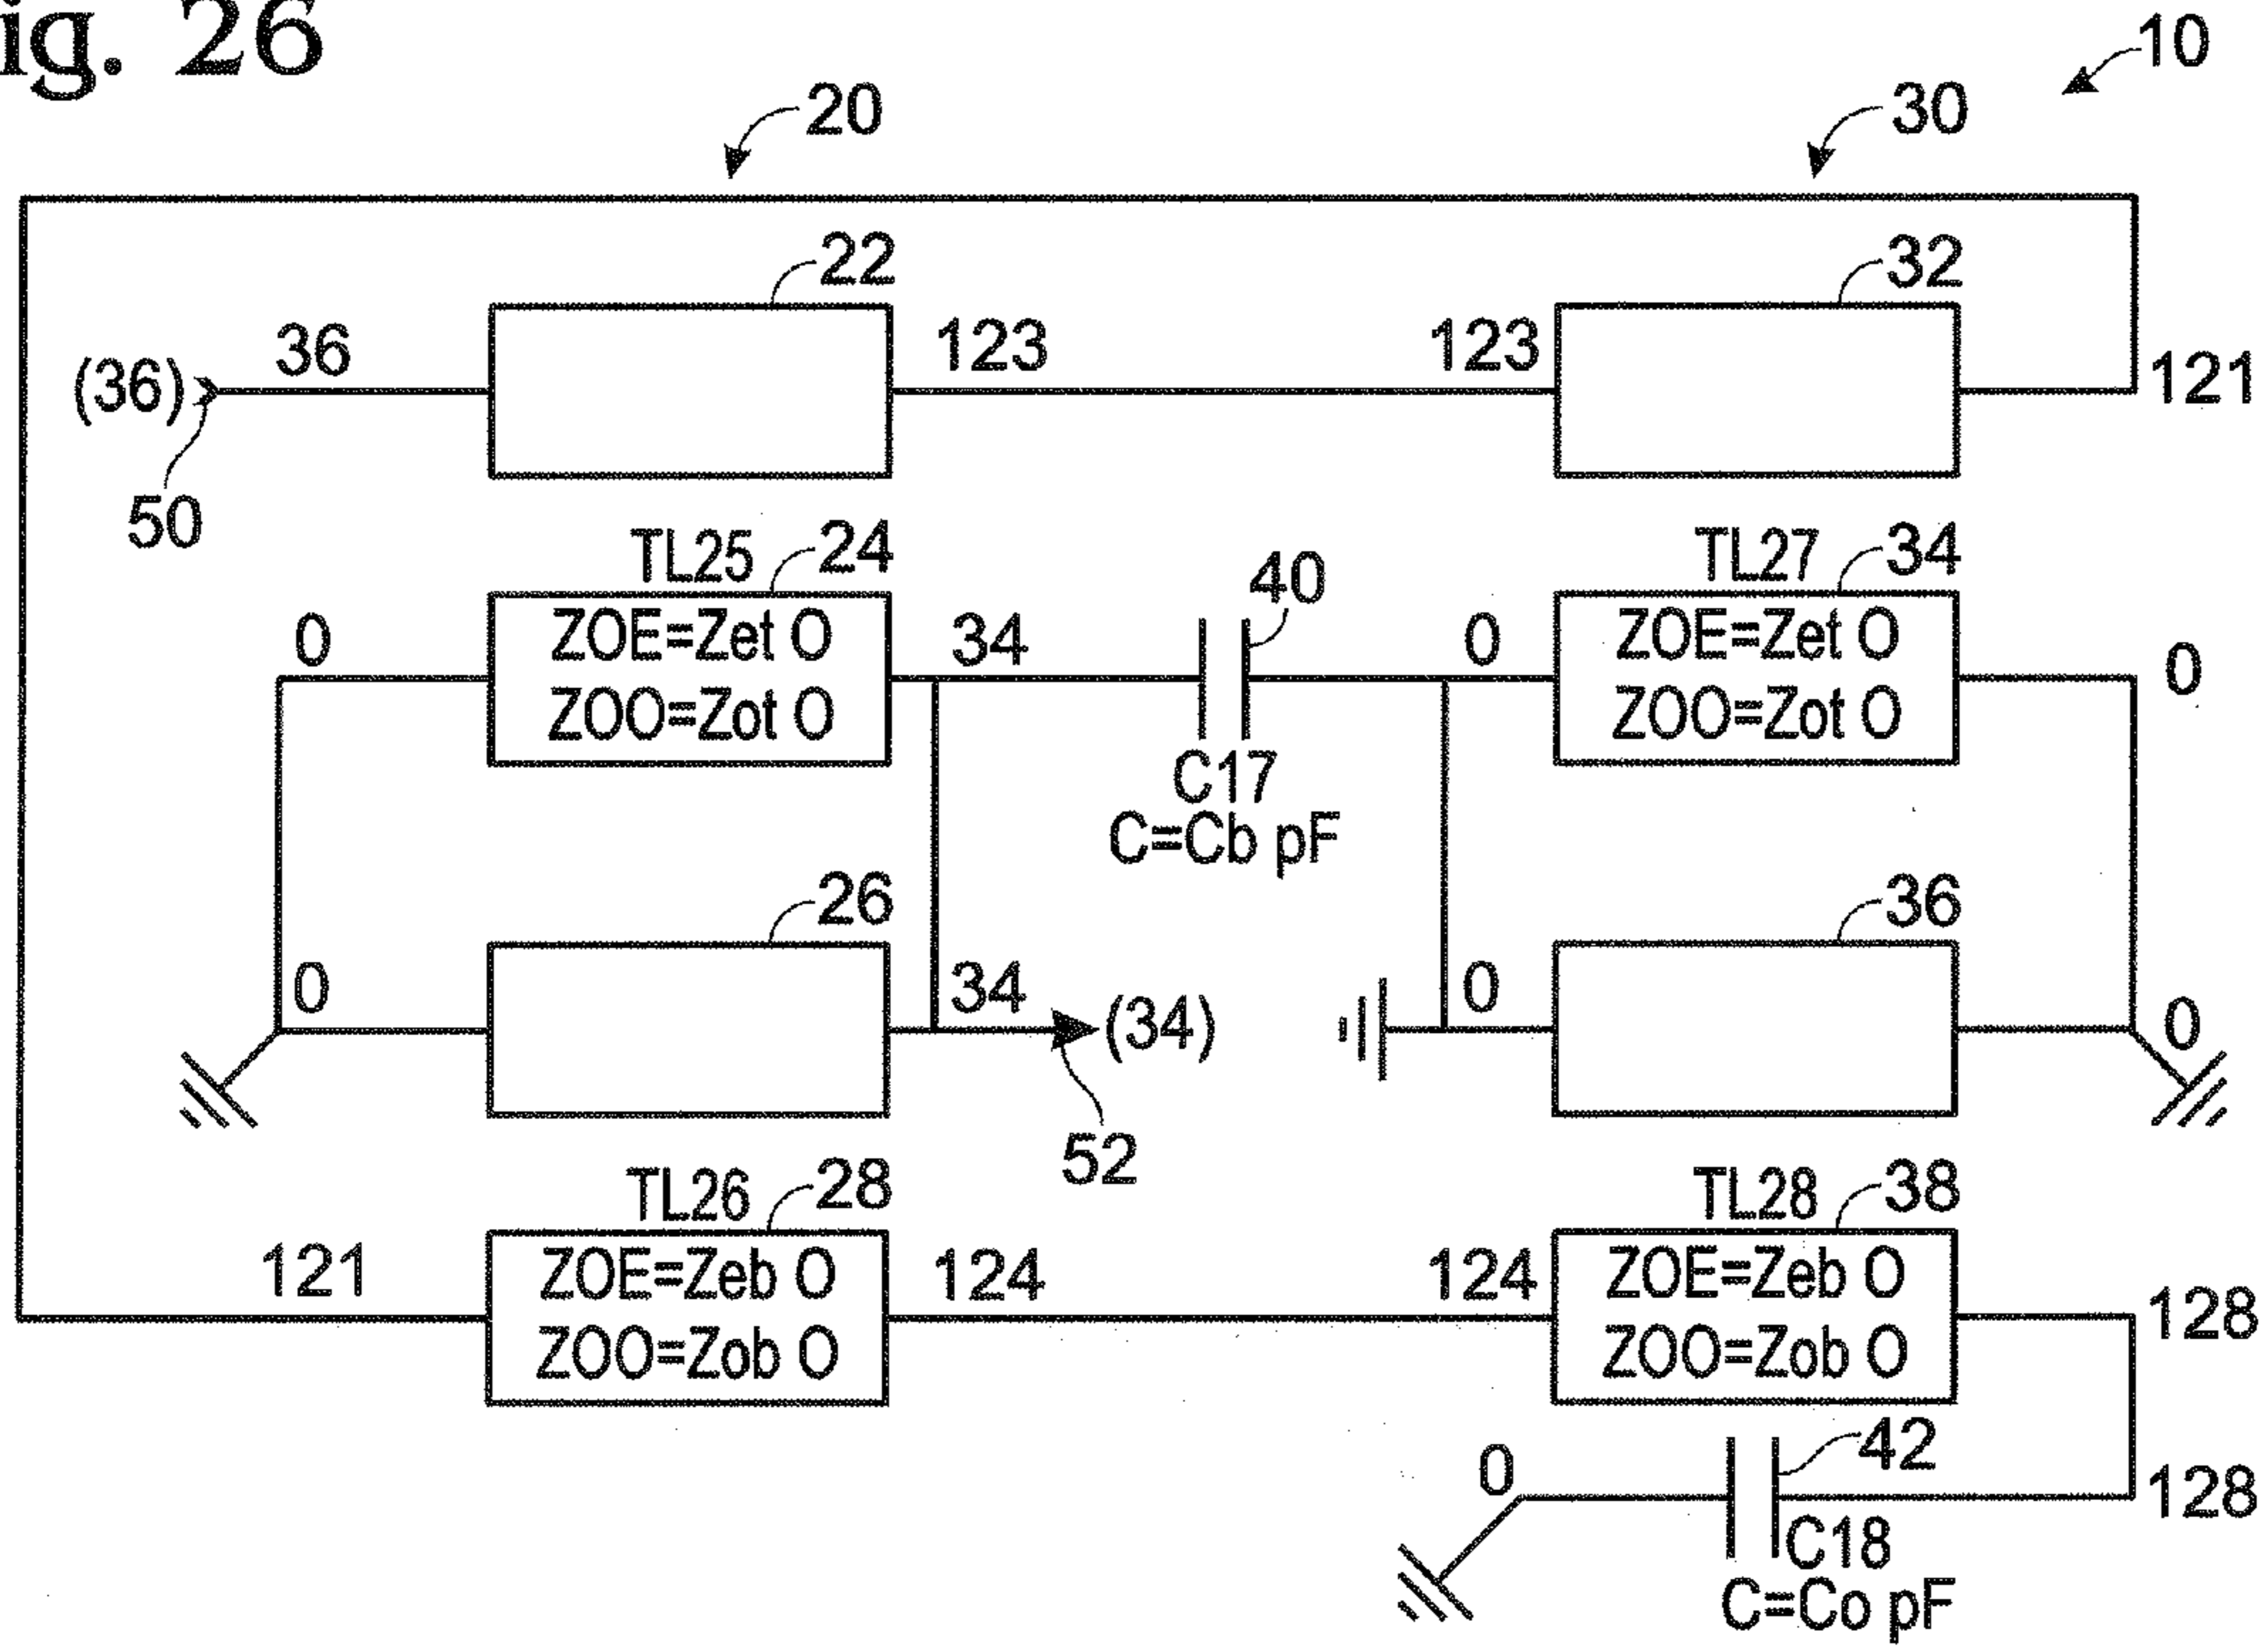 ig. 26
10
20
30
22
32
(36)
36
123
123
121
50
TL25
24
40
TL27
34
0
ZOE=Zet O
ZOO=Zot O
34
0
ZOE=Zet O
ZOO=Zot O
0
C17
C=Cb pF
26
36
0
34
(34)
0
0
52
TL26
28
TL28
38
121
ZOE=Zeb O
ZOO=Zob O
124
124
ZOE=Zeb O
ZOO=Zob O
128
0
42
128
C18
C=Co pF